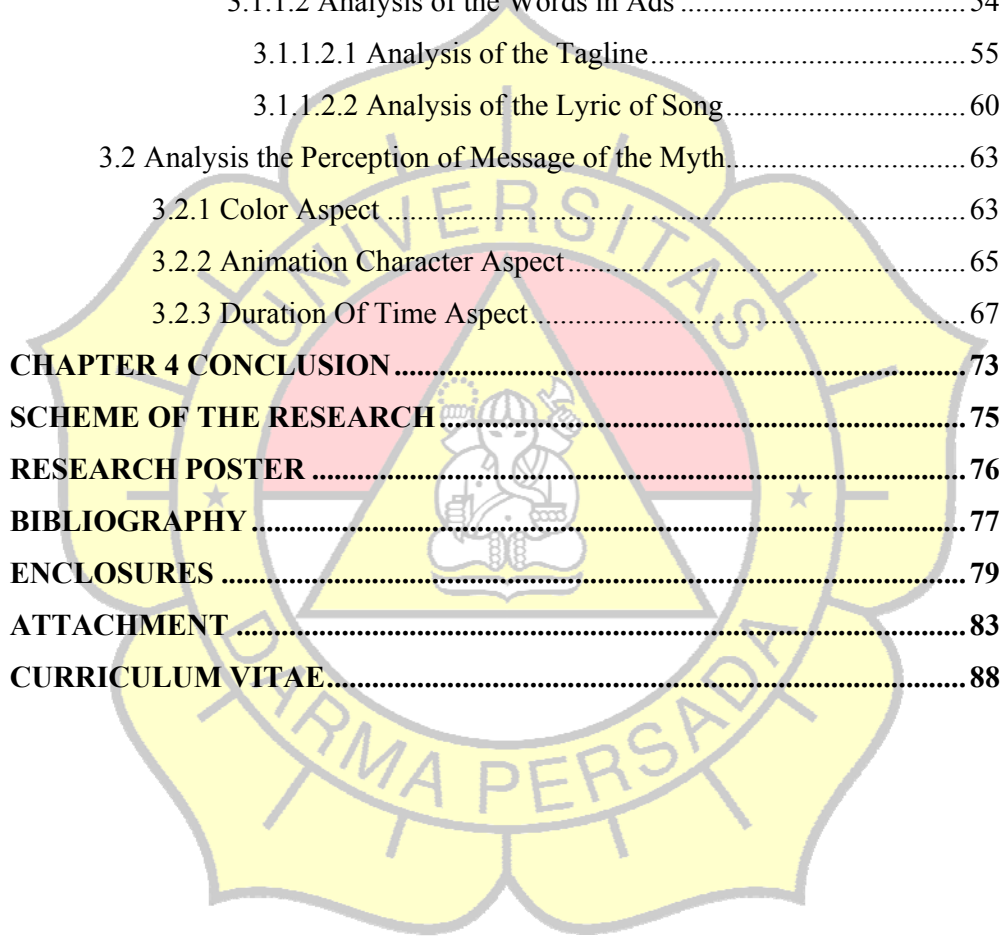 3.1.1.2 Analysis of the Words in Ads ........................................ 54
3.1.1.2.1 Analysis of the Tagline ........................................ 55
3.1.1.2.2 Analysis of the Lyric of Song ................................ 60
3.2 Analysis the Perception of Message of the Myth ................................ 63
3.2.1 Color Aspect ........................................ 63
3.2.2 Animation Character Aspect ........................................ 65
3.2.3 Duration Of Time Aspect ........................................ 67
CHAPTER 4 CONCLUSION ........................................ 73
SCHEME OF THE RESEARCH ........................................ 75
RESEARCH POSTER ........................................ 76
BIBLIOGRAPHY ........................................ 77
ENCLOSURES ........................................ 79
ATTACHMENT ........................................ 83
CURRICULUM VITAE ........................................ 88
UNIVERSITAS
DARMA PERSADA